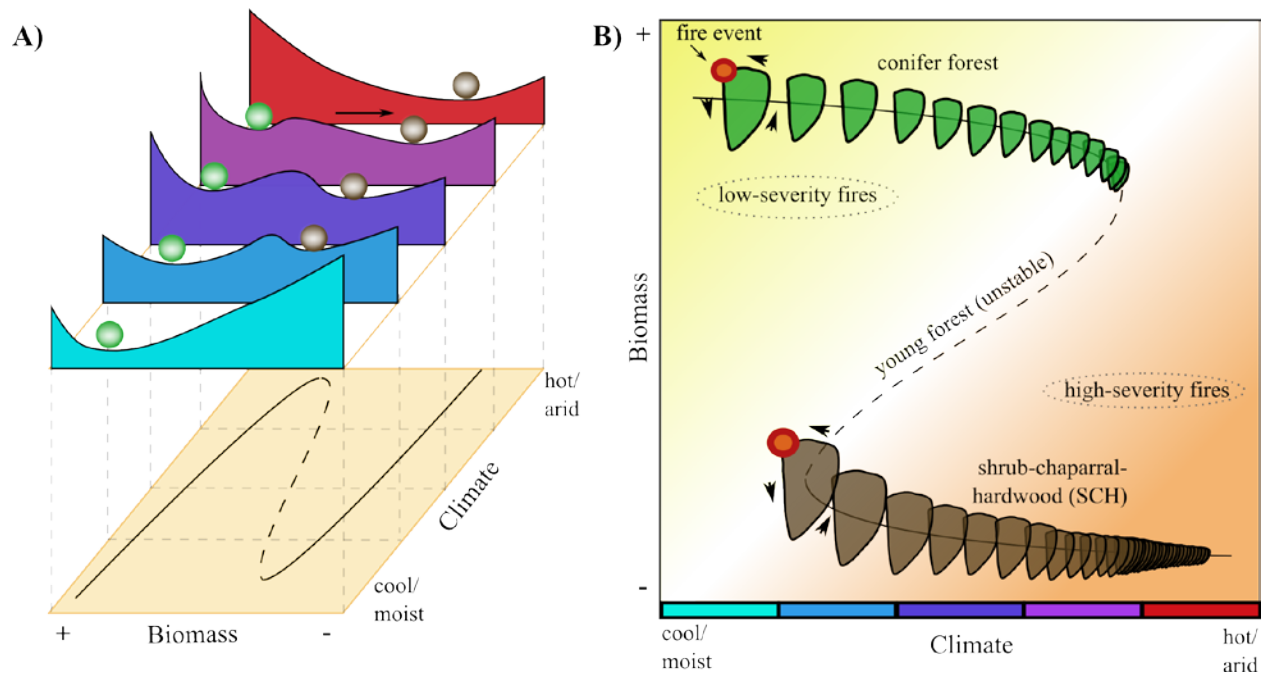 A)
hot/
arid
Climate
cool/
moist
+ Biomass -
B)
+
fire event
conifer forest
low-severity fires
Biomass
young forest (unstable)
high-severity fires
shrub-chaparral-
hardwood (SCH)
-
cool/
moist
Climate
hot/
arid